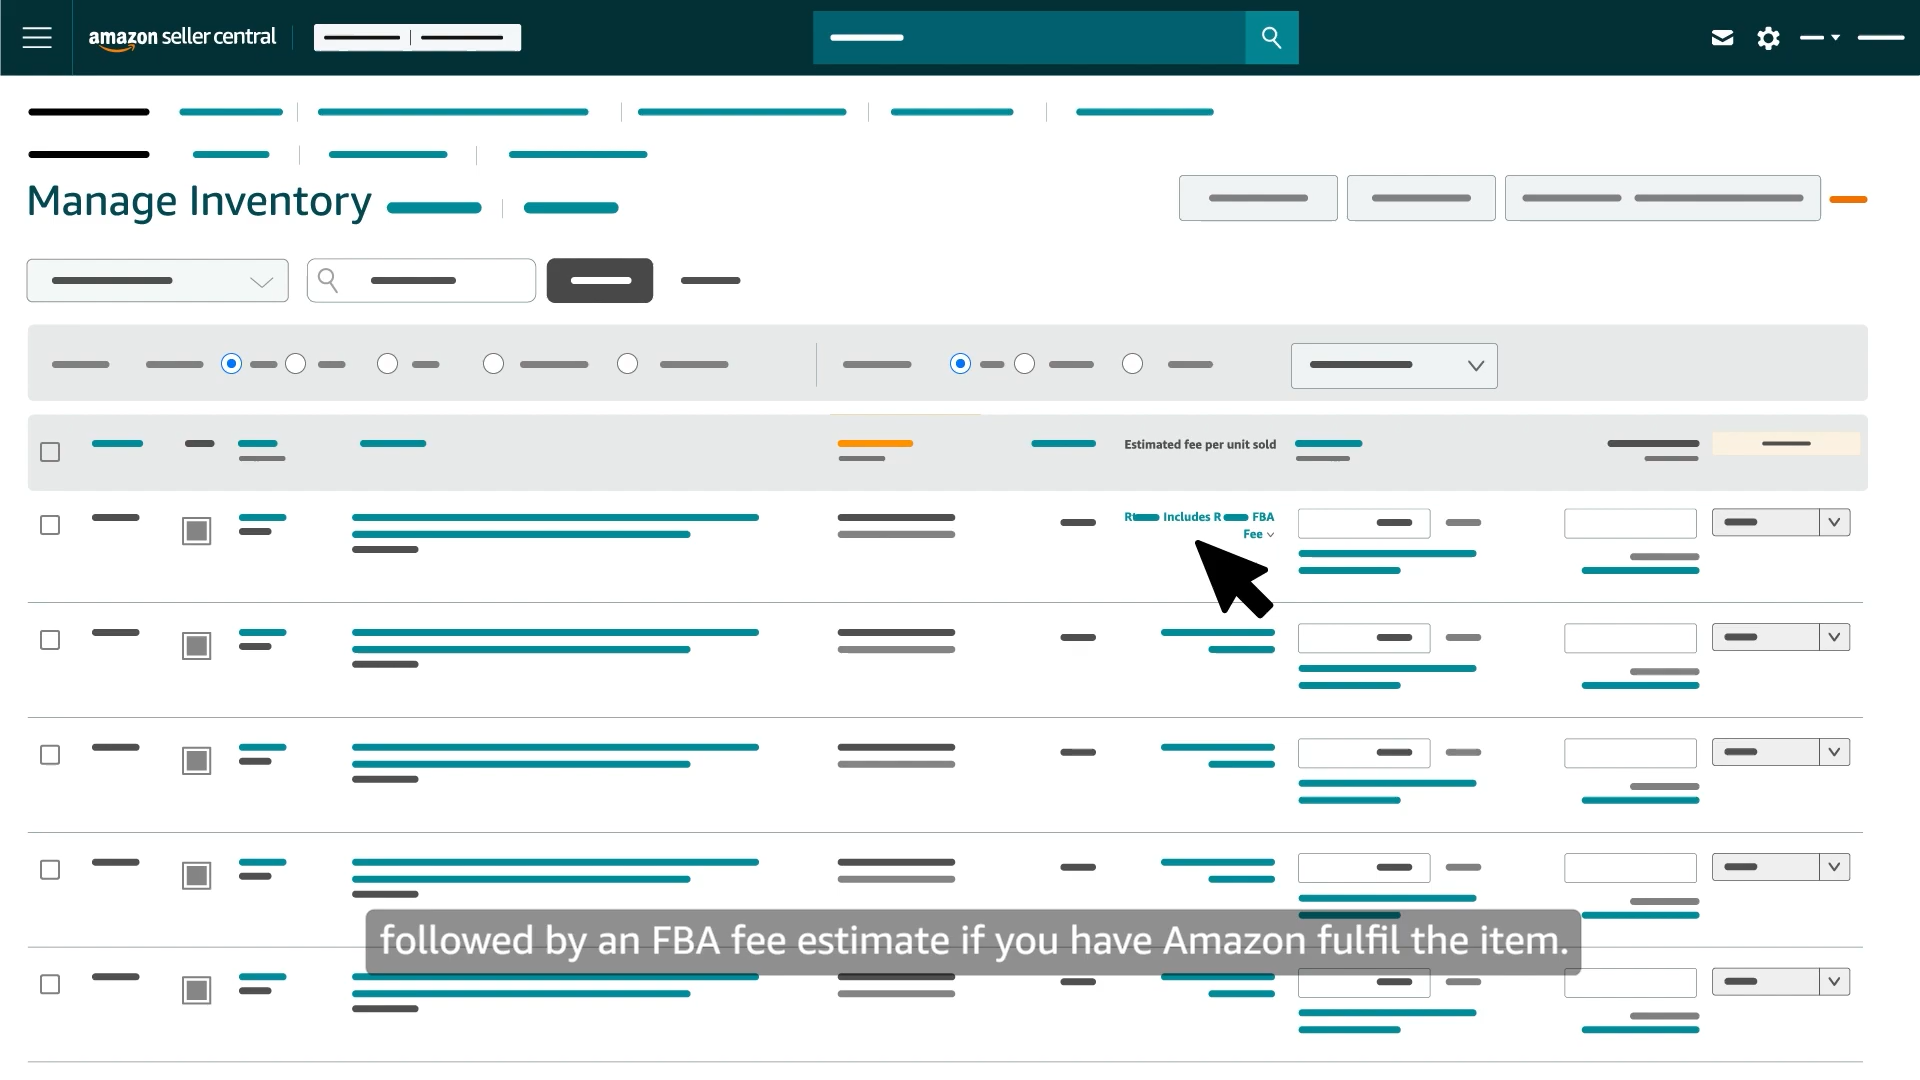 amazon seller central
Manage Inventory
Estimated fee per unit sold
Includes R FBA
Fee
followed by an FBA fee estimate if you have Amazon fulfil the item.